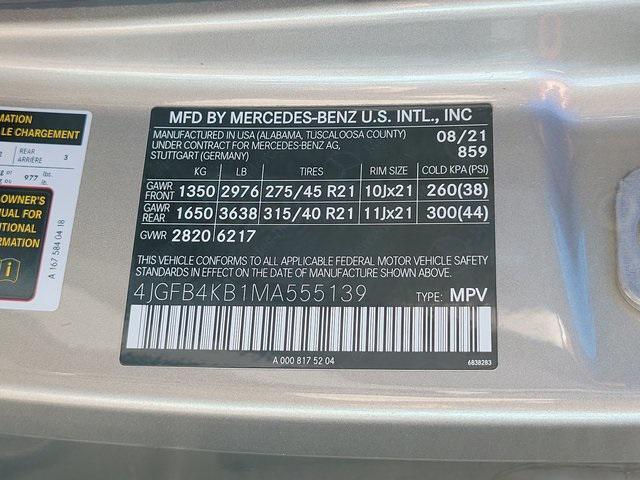 MATION
LE CHARGEMENT
REAR
ARRIÈRE 3
977 kg.
lb.
OWNER'S
NUAL FOR
ITIONAL
RMATION
A 167 584 04 18
MFD BY MERCEDES-BENZ U.S. INTL., INC
MANUFACTURED IN USA (ALABAMA, TUSCALOOSA COUNTY) 08/21
UNDER CONTRACT FOR MERCEDES-BENZ AG, 859
STUTTGART (GERMANY)
KG LB TIRES RIM SIZE COLD KPA (PSI)
GAWR FRONT 1350 2976 275/45 R21 10Jx21 260(38)
GAWR REAR 1650 3638 315/40 R21 11Jx21 300(44)
GVWR 2820 6217
THIS VEHICLE CONFORMS TO ALL APPLICABLE FEDERAL MOTOR VEHICLE SAFETY
STANDARDS IN EFFECT ON THE DATE OF MANUFACTURE SHOWN ABOVE.
4JGFB4KB1MA555139 TYPE: MPV
A 000 817 52 04 6838283